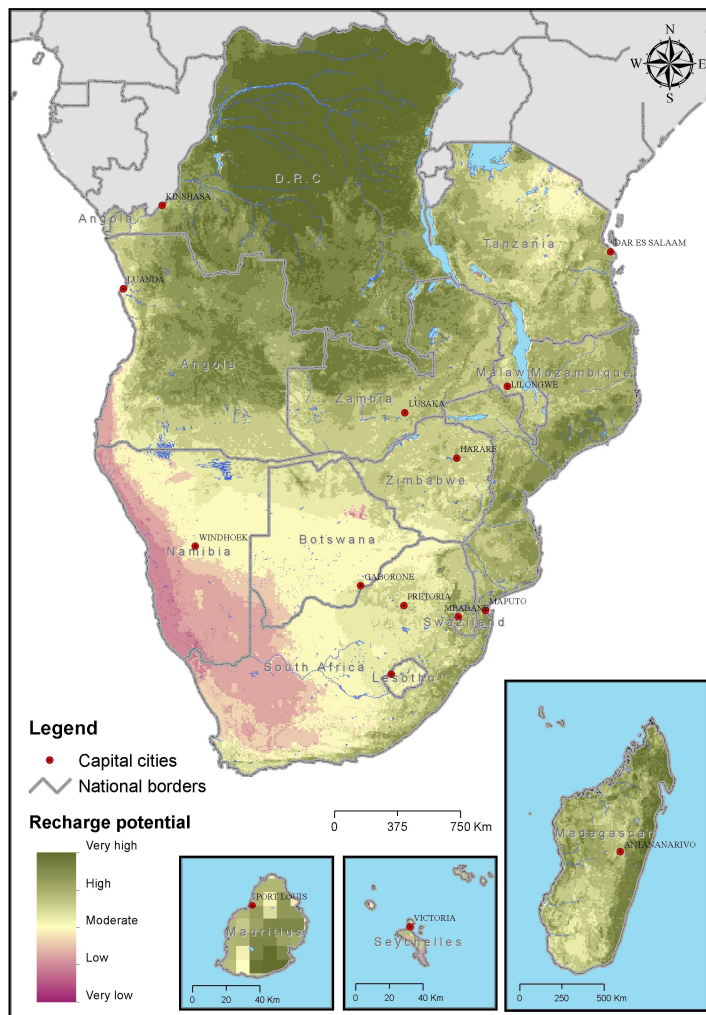 N
W E
S
D.R.C
KINSHASA
Angola
Tanzania
DAR ES SALAAM
LUANDA
Angola
Malawi
Mozambique
LILONGWE
Zambia
LUSAKA
HARARE
Zimbabwe
WINDHOEK
Namibia
Botswana
GABORONE
PRETORIA
MBABANE
MAPUTO
Swaziland
South Africa
Lesotho
Legend
Capital cities
National borders
Recharge potential
Very high
High
Moderate
Low
Very low
0 375 750 Km
PORT LOUIS
Mauritius
0 20 40 Km
VICTORIA
Seychelles
0 20 40 Km
Madagascar
ANTANANARIVO
0 250 500 Km